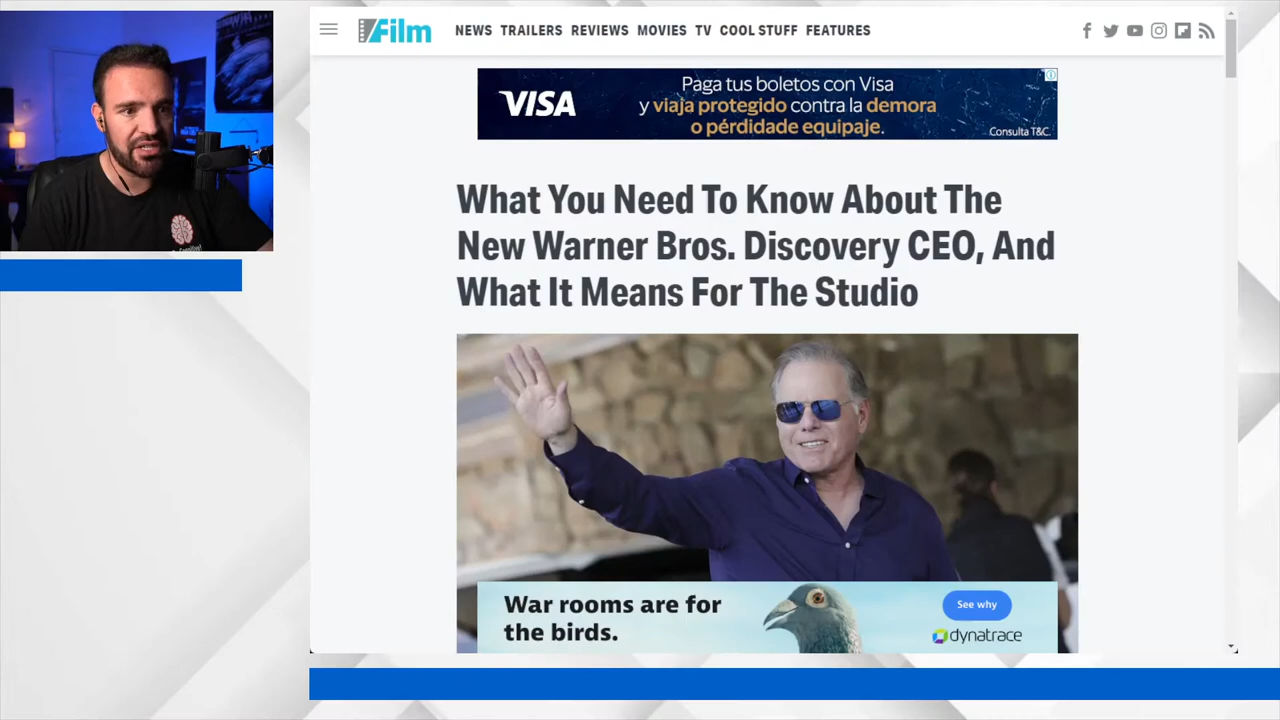 /Film
NEWS TRAILERS REVIEWS MOVIES TV COOL STUFF FEATURES
VISA
Paga tus boletos con Visa
y viaja protegido contra la demora
o pérdidade equipaje.
Consulta T&C.
What You Need To Know About The
New Warner Bros. Discovery CEO, And
What It Means For The Studio
War rooms are for
the birds.
See why
dynatrace